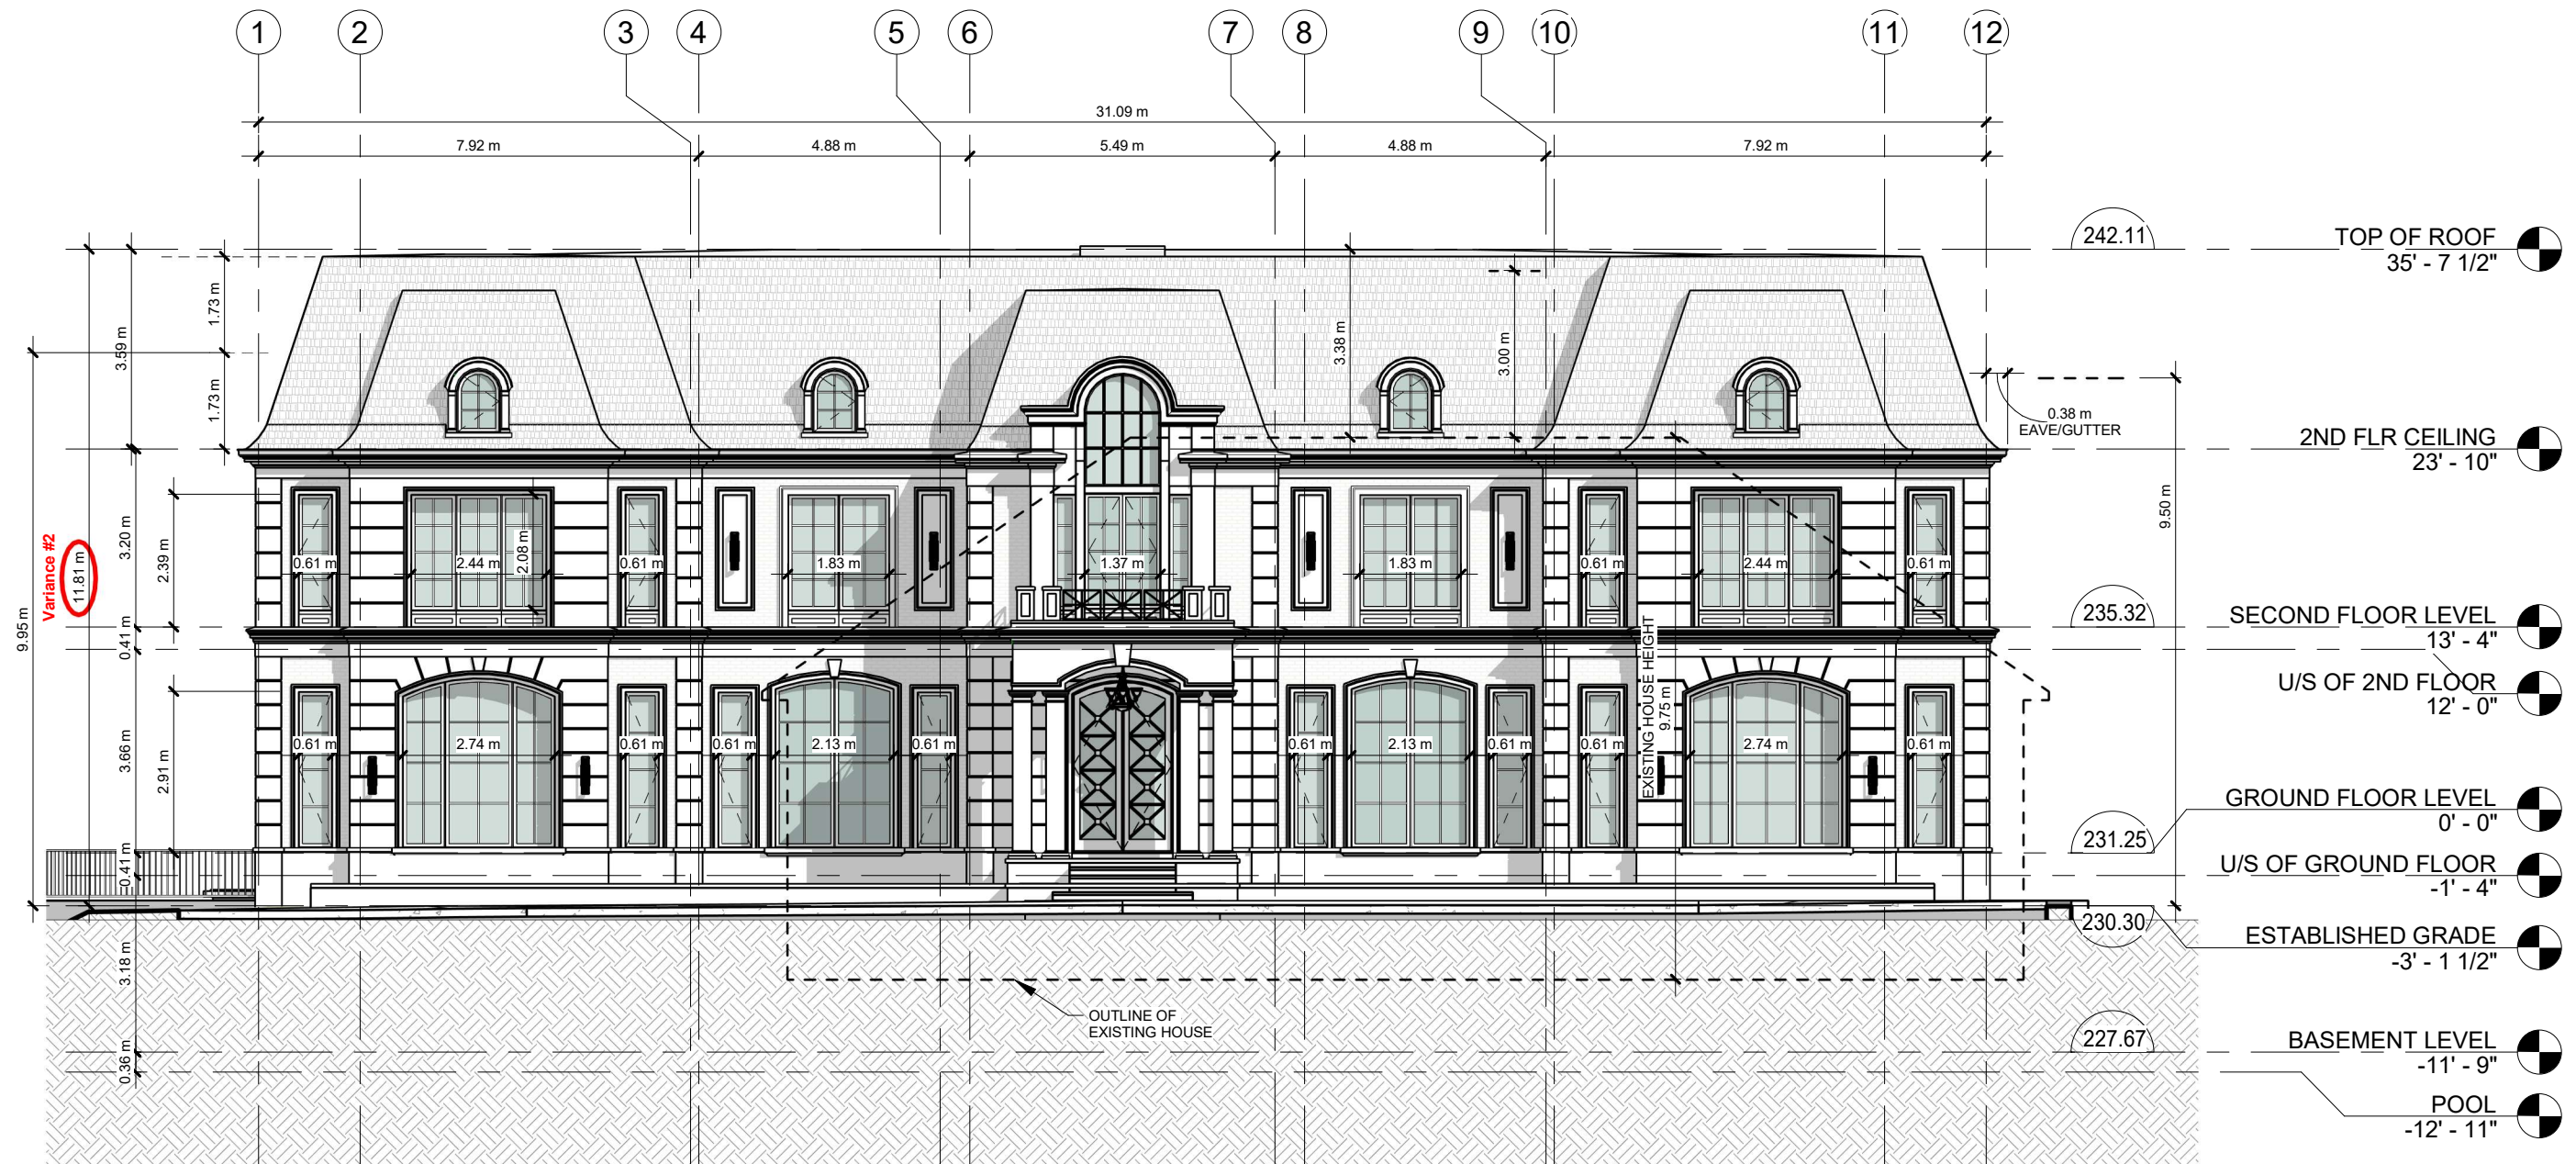 1 2 3 4 5 6 7 8 9 10 11 12
31.09 m
7.92 m 4.88 m 5.49 m 4.88 m 7.92 m
242.11
TOP OF ROOF
35' - 7 1/2"
1.73 m
3.59 m
1.73 m
3.38 m
3.00 m
0.38 m
EAVE/GUTTER
2ND FLR CEILING
23' - 10"
9.50 m
Variance #2
11.81 m
9.95 m
3.20 m
2.39 m
0.61 m 2.44 m 2.08 m 0.61 m 1.83 m 1.37 m 1.83 m 0.61 m 2.44 m 0.61 m
0.41 m
235.32
SECOND FLOOR LEVEL
13' - 4"
U/S OF 2ND FLOOR
12' - 0"
EXISTING HOUSE HEIGHT
9.75 m
3.66 m
2.91 m
0.61 m 2.74 m 0.61 m 0.61 m 2.13 m 0.61 m 0.61 m 2.13 m 0.61 m 0.61 m 2.74 m 0.61 m
231.25
GROUND FLOOR LEVEL
0' - 0"
0.41 m
U/S OF GROUND FLOOR
-1' - 4"
230.30
ESTABLISHED GRADE
-3' - 1 1/2"
3.18 m
OUTLINE OF
EXISTING HOUSE
0.36 m
227.67
BASEMENT LEVEL
-11' - 9"
POOL
-12' - 11"